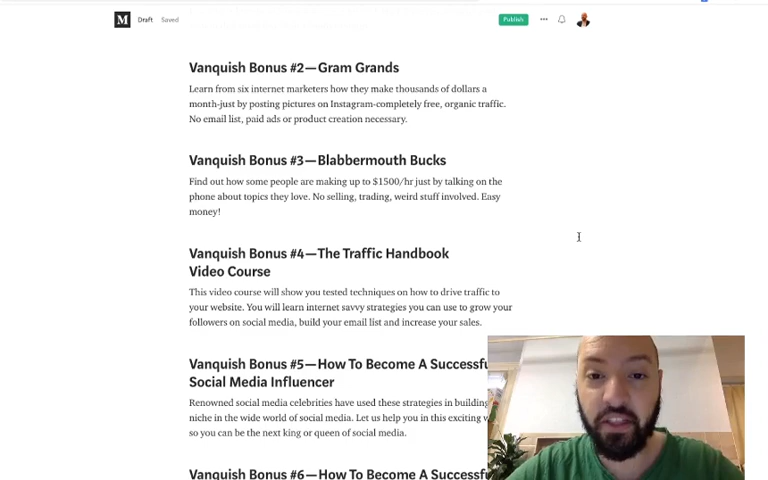 M Draft Saved Publish
Vanquish Bonus #2—Gram Grands
Learn from six internet marketers how they make thousands of dollars a
month-just by posting pictures on Instagram-completely free, organic traffic.
No email list, paid ads or product creation necessary.
Vanquish Bonus #3—Blabbermouth Bucks
Find out how some people are making up to $1500/hr just by talking on the
phone about topics they love. No selling, trading, weird stuff involved. Easy
money!
Vanquish Bonus #4—The Traffic Handbook
Video Course
This video course will show you tested techniques on how to drive traffic to
your website. You will learn internet savvy strategies you can use to grow your
followers on social media, build your email list and increase your sales.
Vanquish Bonus #5—How To Become A Successfu
Social Media Influencer
Renowned social media celebrities have used these strategies in building
niche in the wide world of social media. Let us help you in this exciting
so you can be the next king or queen of social media.
Vanquish Bonus #6—How To Become A Successfu